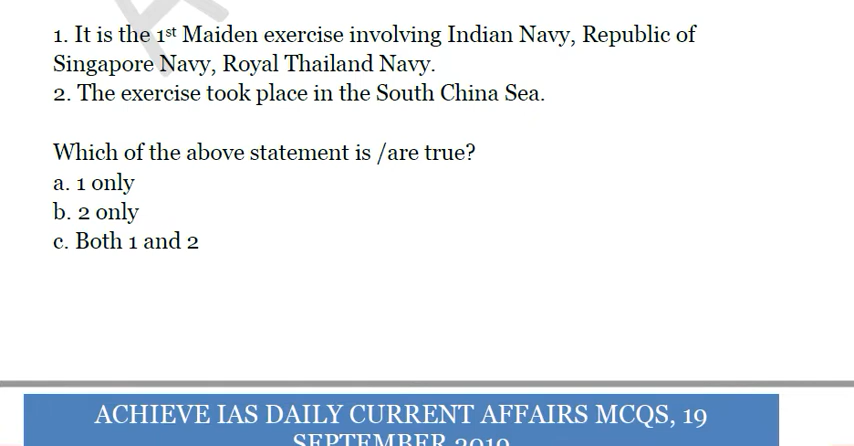 1. It is the 1st Maiden exercise involving Indian Navy, Republic of
Singapore Navy, Royal Thailand Navy.
2. The exercise took place in the South China Sea.
Which of the above statement is /are true?
a. 1 only
b. 2 only
c. Both 1 and 2
ACHIEVE IAS DAILY CURRENT AFFAIRS MCQS, 19
SEPTEMBER 2019